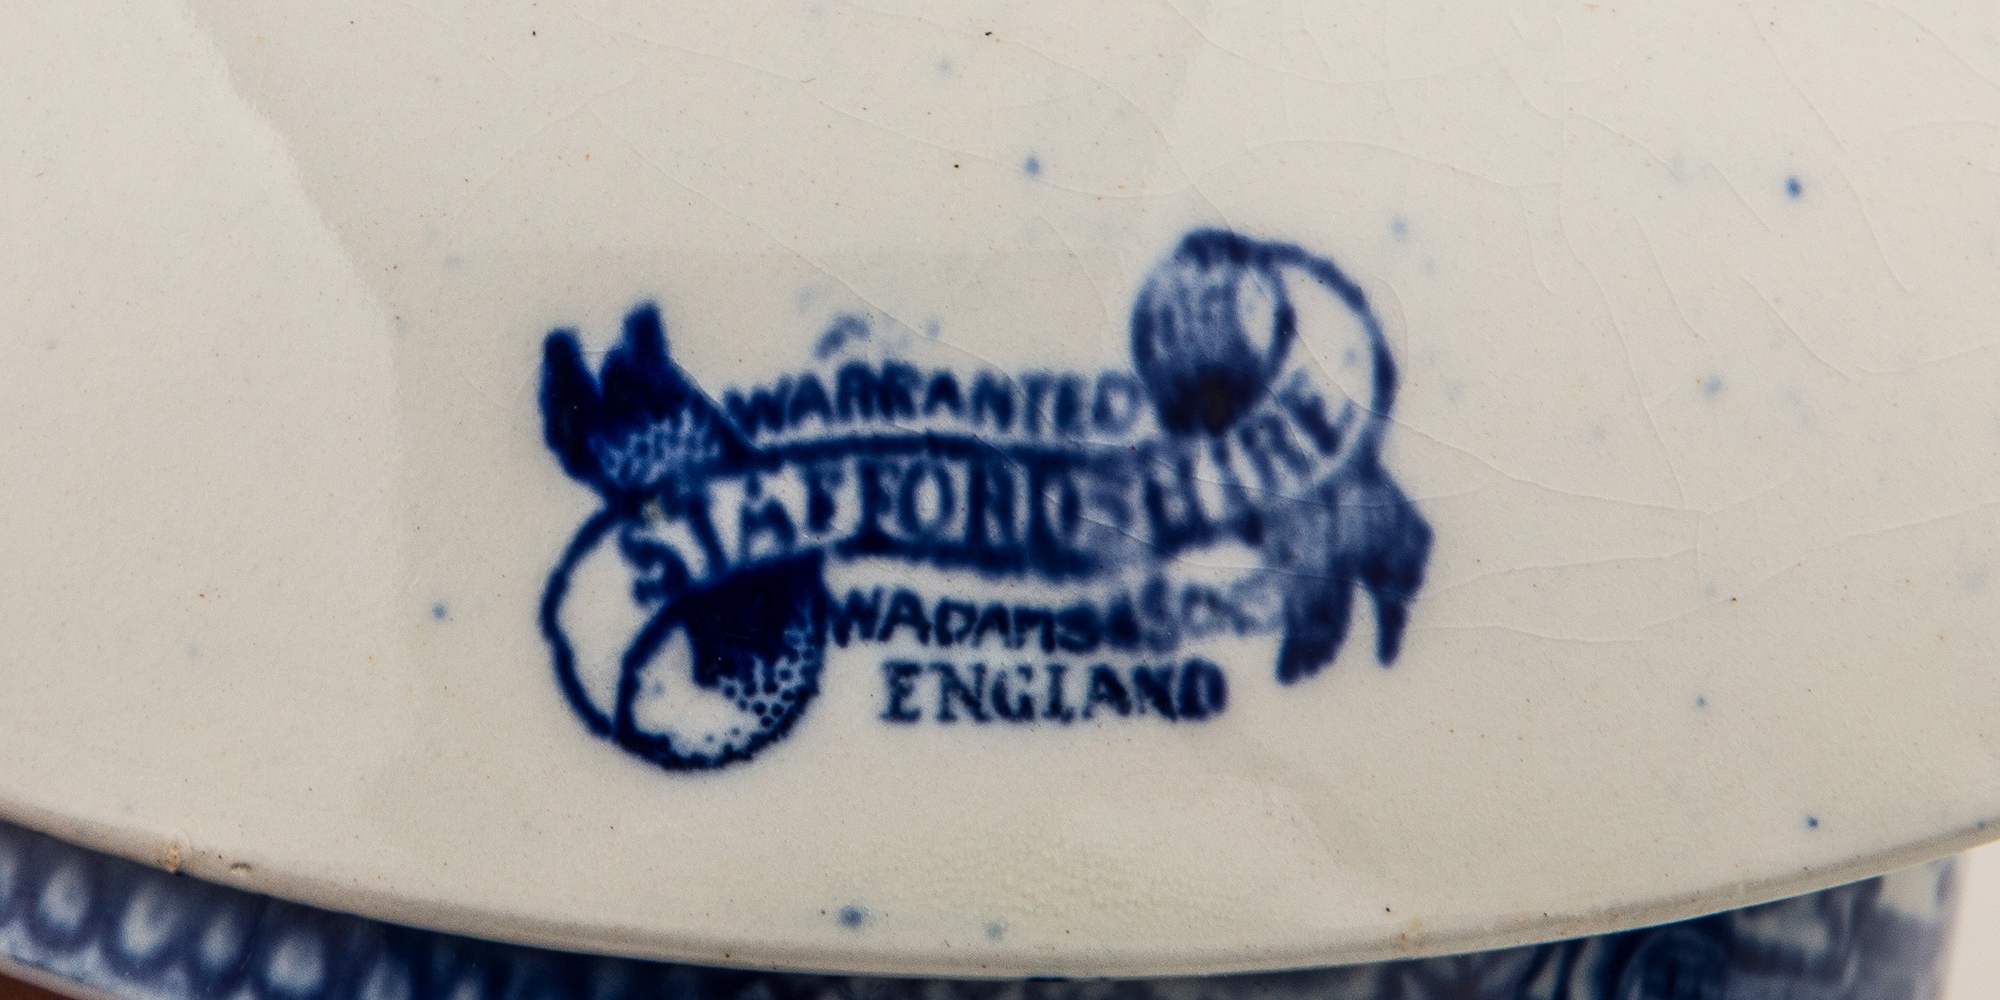 WARRANTED
STAFFORDSHIRE
W ADAMS & SONS
ENGLAND